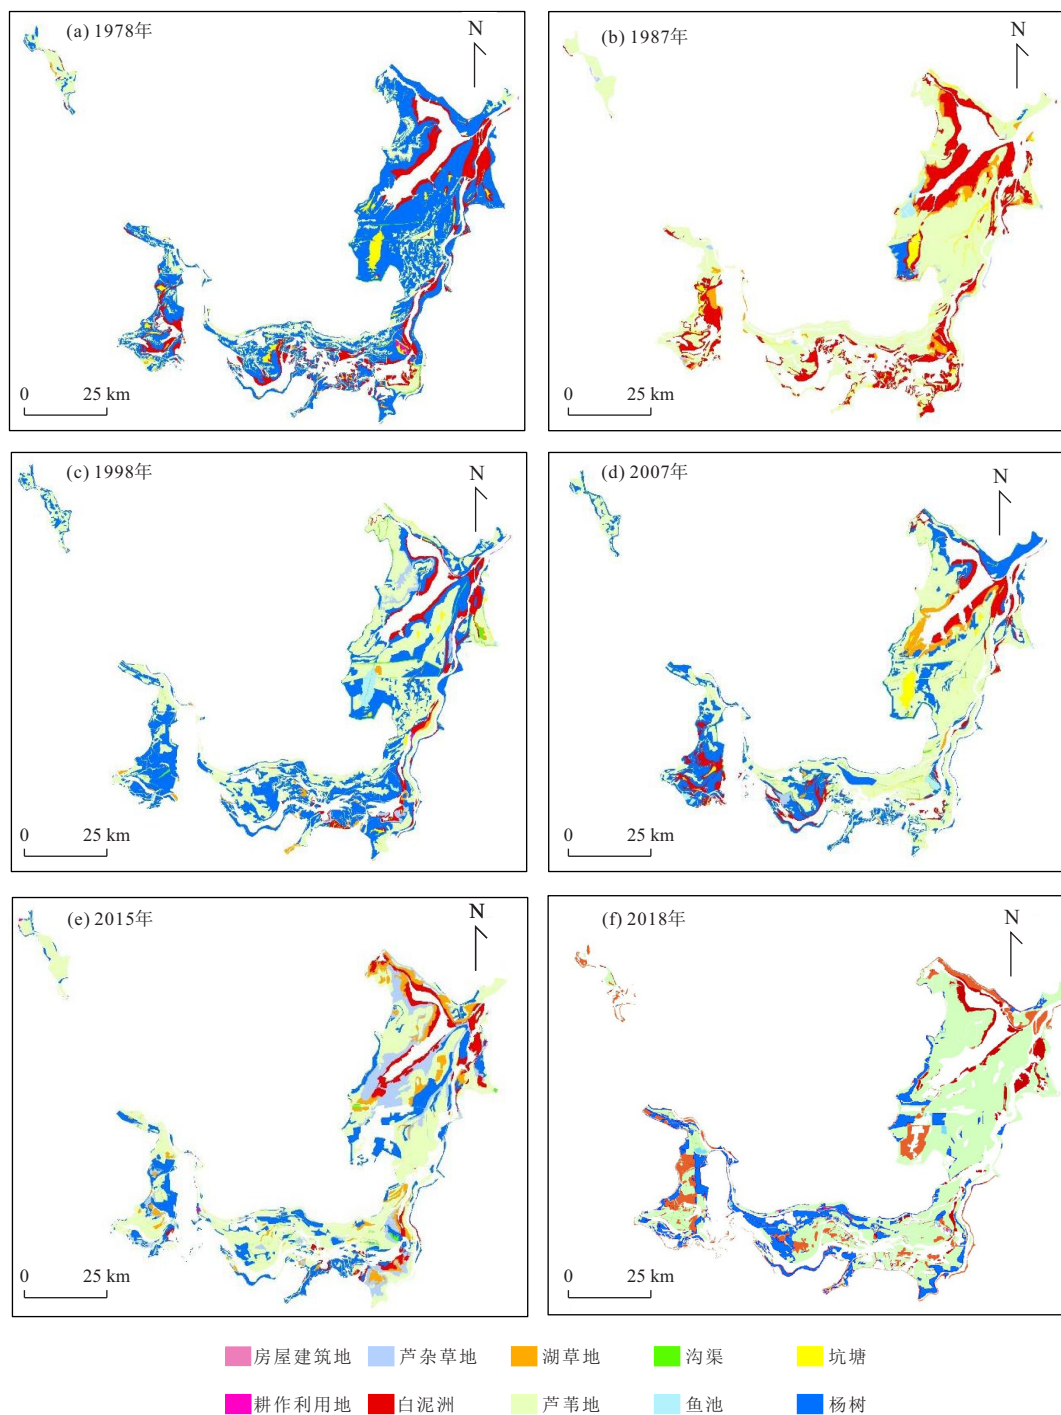 (a) 1978年
N
0 25 km
(b) 1987年
N
0 25 km
(c) 1998年
N
0 25 km
(d) 2007年
N
0 25 km
(e) 2015年
N
0 25 km
(f) 2018年
N
0 25 km
房屋建筑地 芦杂草地 湖草地 沟渠 坑塘
耕作利用地 白泥洲 芦苇地 鱼池 杨树